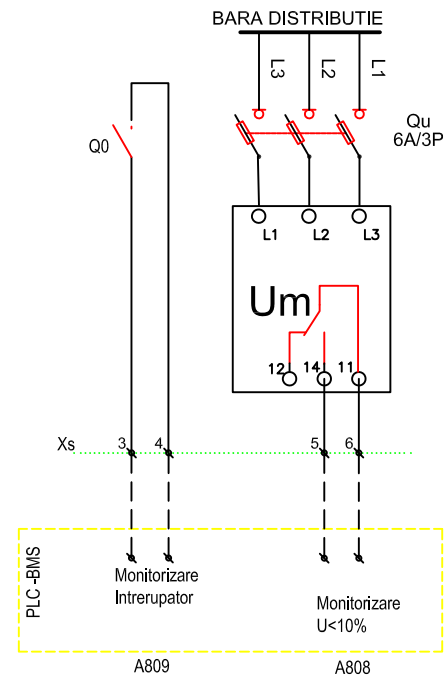 BARA DISTRIBUTIE
L3 L2 L1
Qu
6A/3P
Q0
L1 L2 L3
Um
12 14 11
Xs 3 4 5 6
PLC -BMS
Monitorizare
Intrerupator
Monitorizare
U<10%
A809 A808